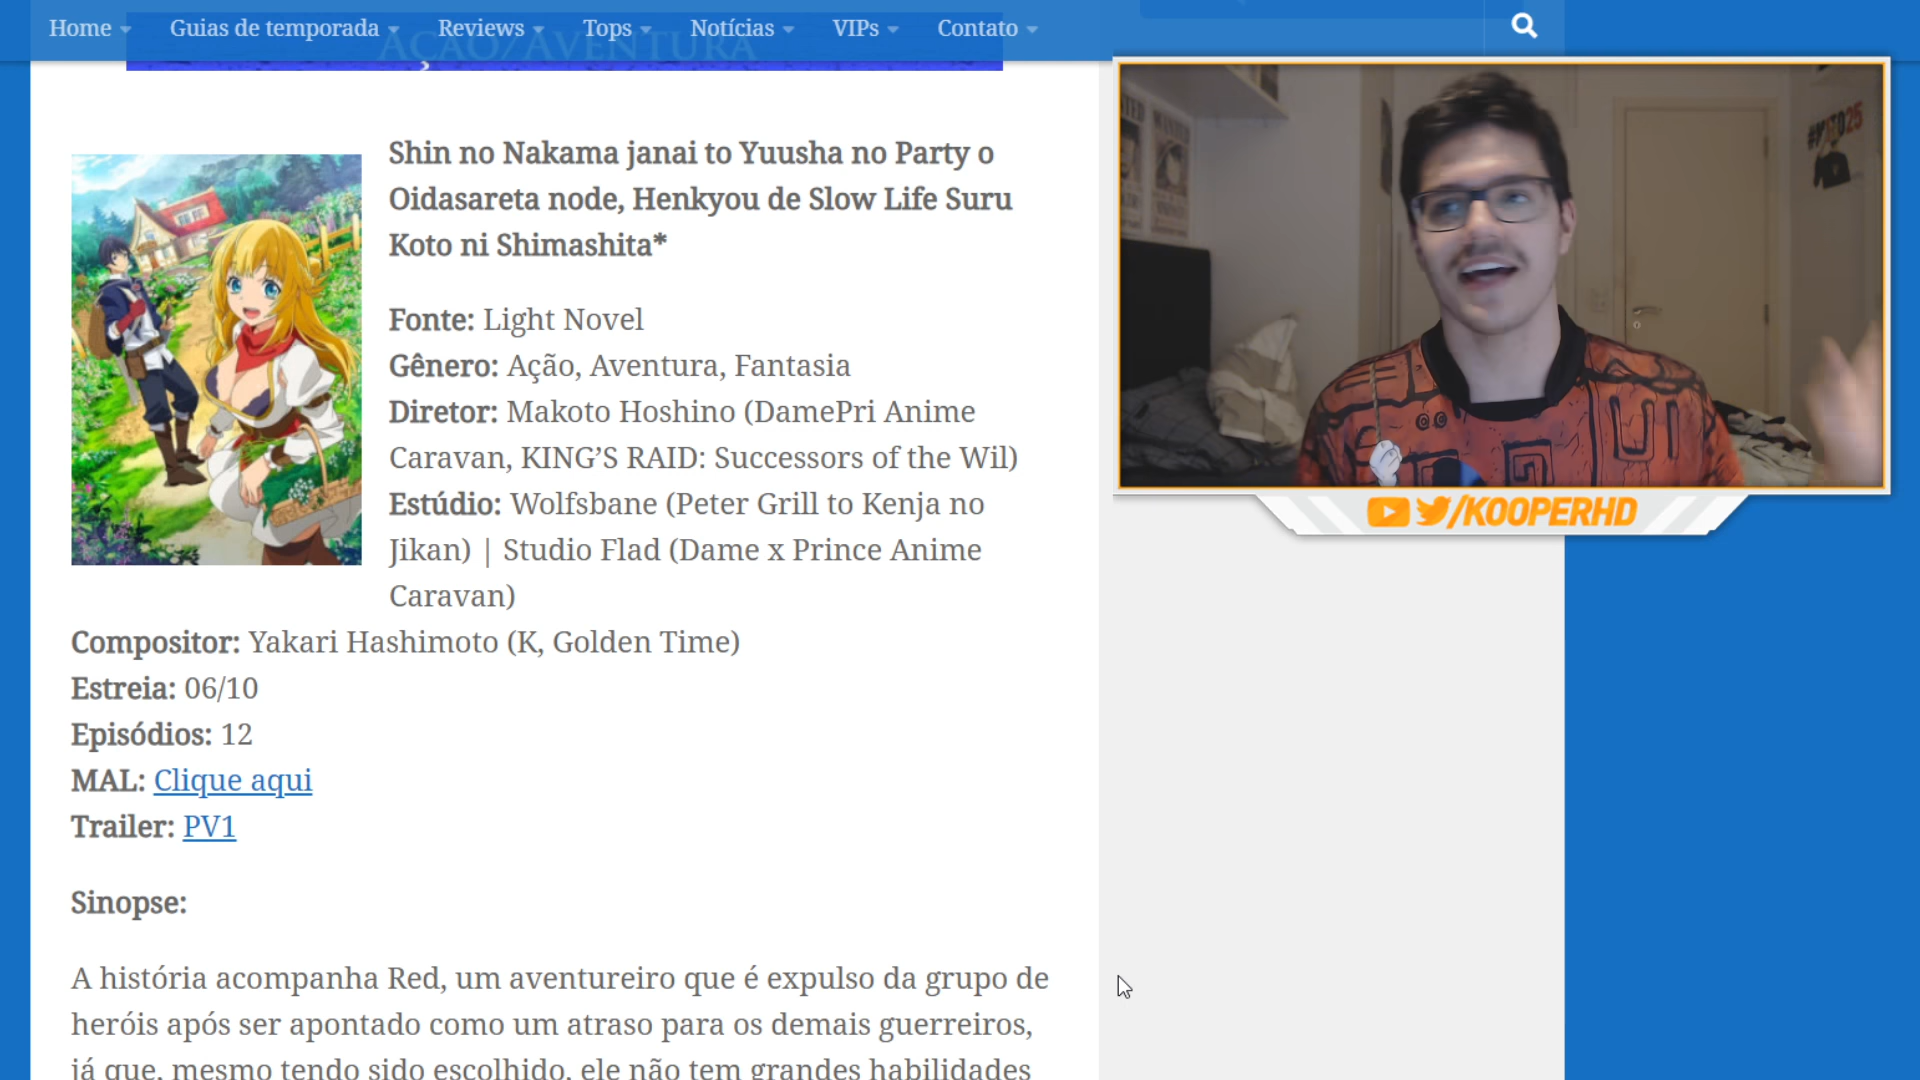 Home Guias de temporada Reviews Tops Notícias VIPs Contato
AÇÃO/AVENTURA
Shin no Nakama janai to Yuusha no Party o
Oidasareta node, Henkyou de Slow Life Suru
Koto ni Shimashita*
Fonte: Light Novel
Gênero: Ação, Aventura, Fantasia
Diretor: Makoto Hoshino (DamePri Anime
Caravan, KING’S RAID: Successors of the Wil)
Estúdio: Wolfsbane (Peter Grill to Kenja no
Jikan) | Studio Flad (Dame x Prince Anime
Caravan)
Compositor: Yakari Hashimoto (K, Golden Time)
Estreia: 06/10
Episódios: 12
MAL: Clique aqui
Trailer: PV1
Sinopse:
A história acompanha Red, um aventureiro que é expulso da grupo de
heróis após ser apontado como um atraso para os demais guerreiros,
já que, mesmo tendo sido escolhido, ele não tem grandes habilidades
WANTED
/KOOPERHD